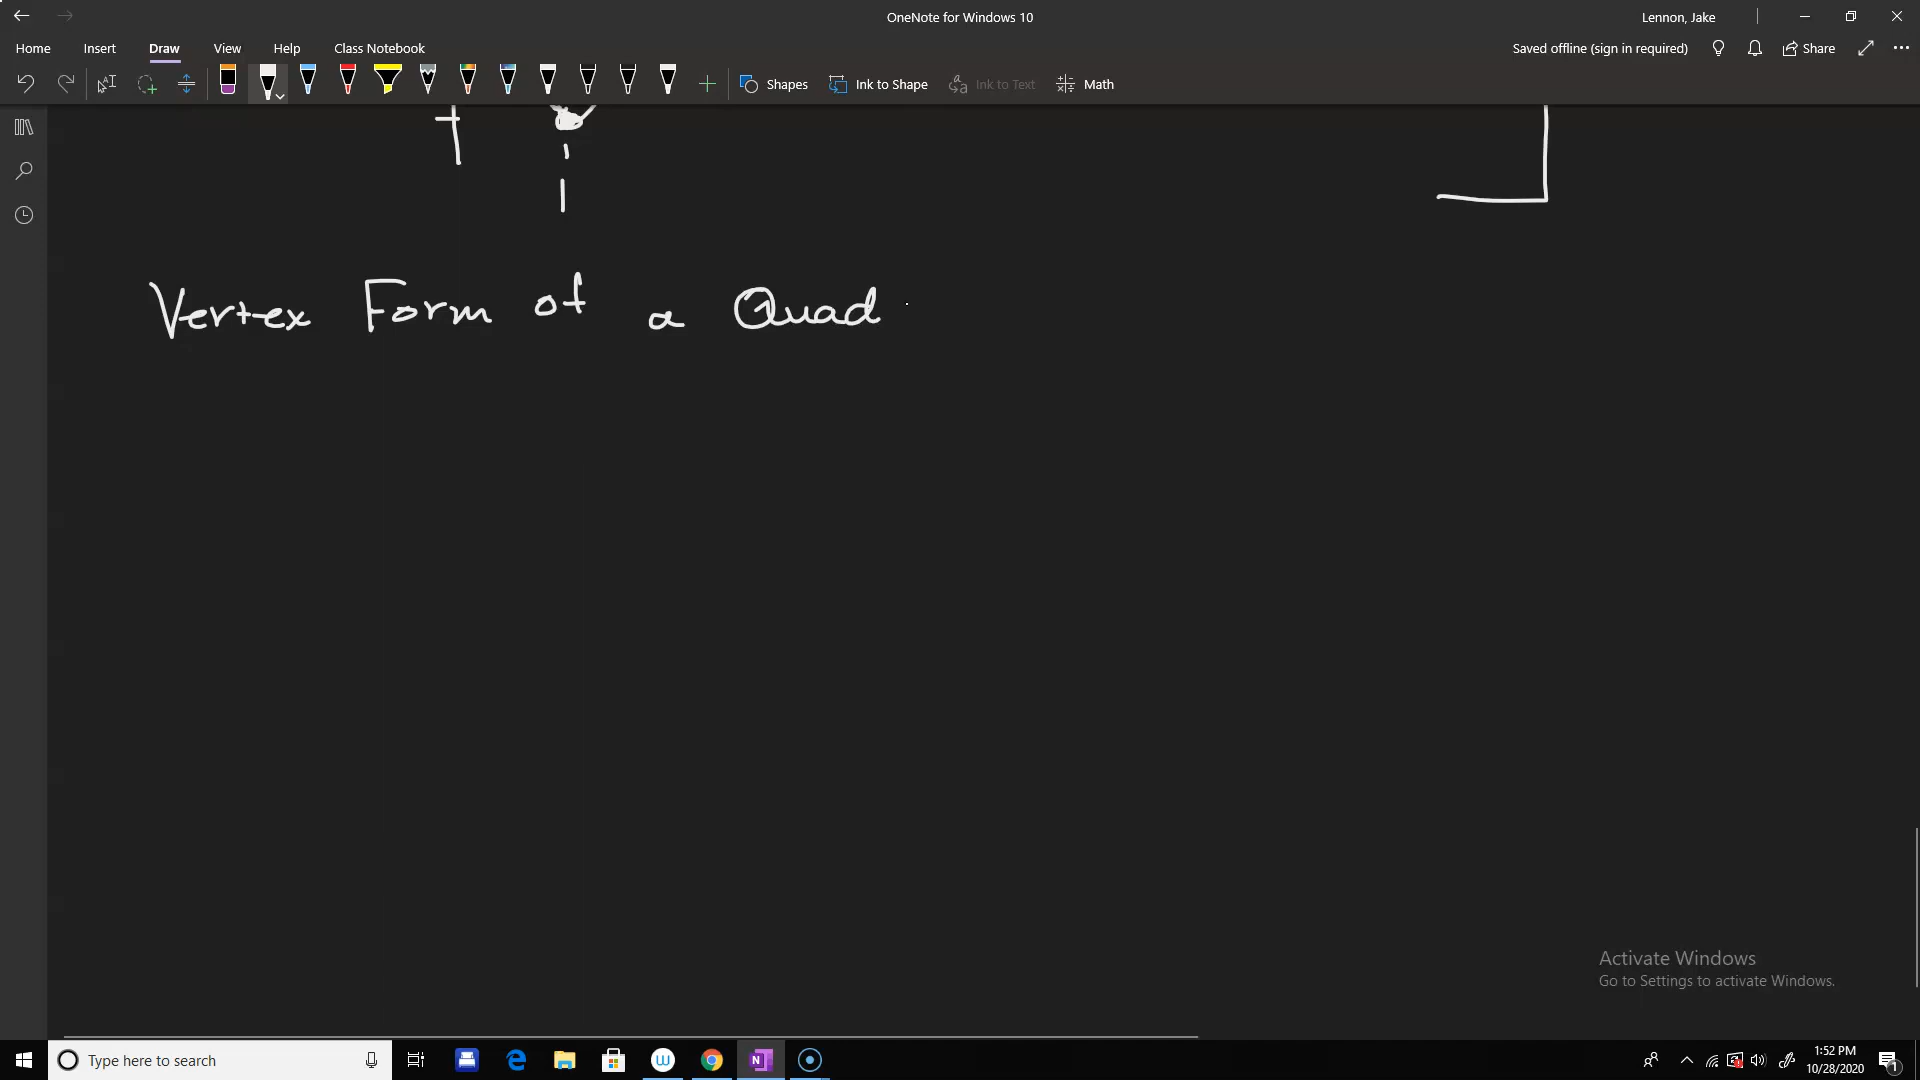 OneNote for Windows 10
Lennon, Jake
Home Insert Draw View Help Class Notebook
Saved offline (sign in required)
Share
Shapes
Ink to Shape
Ink to Text
Math
Vertex Form of a Quad
Activate Windows
Go to Settings to activate Windows.
Type here to search
1:52 PM
10/28/2020
1